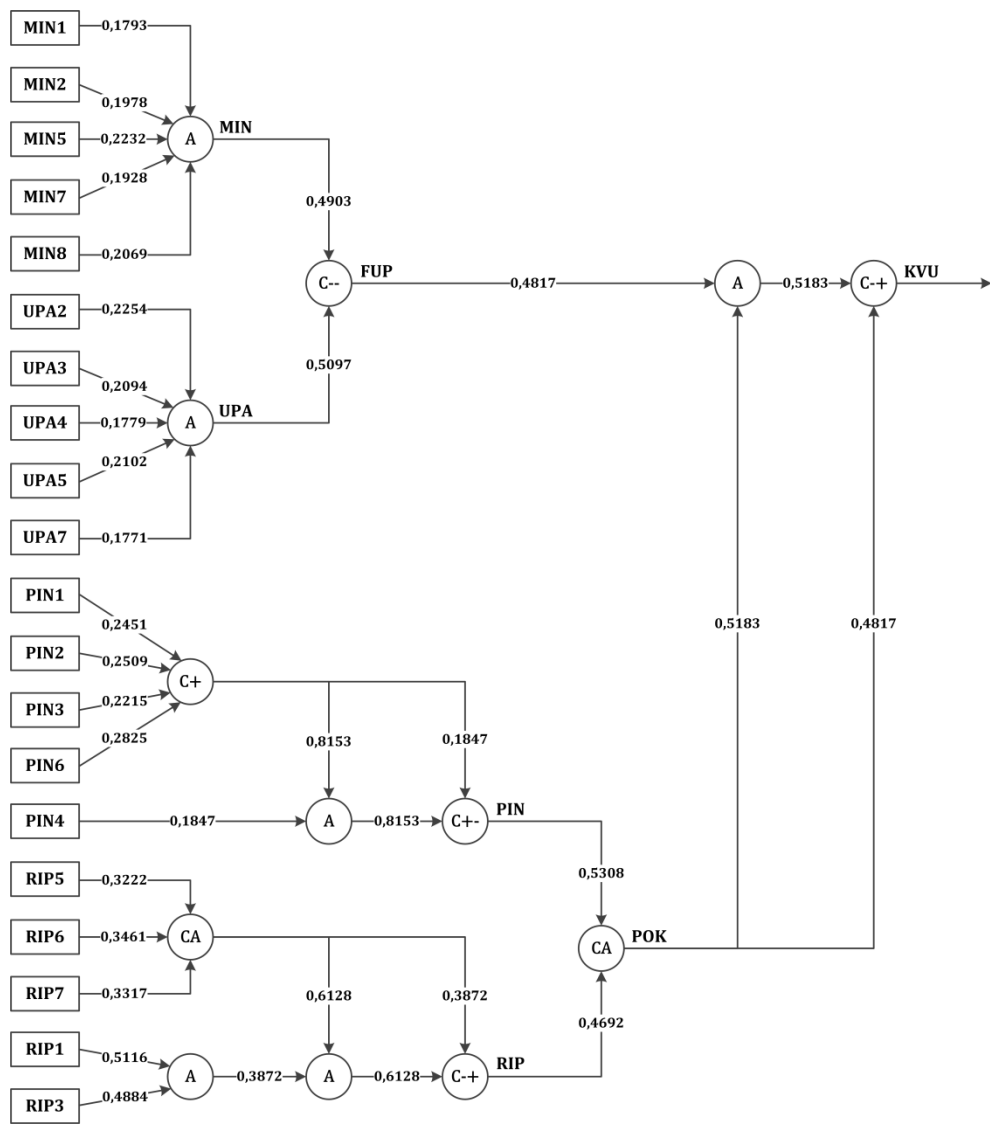 MIN1 0,1793
MIN2 0,1978
MIN5 0,2232 A MIN
MIN7 0,1928
0,4903
MIN8 0,2069
C-- FUP 0,4817 A 0,5183 C-+ KVU
UPA2 0,2254
UPA3 0,2094
0,5097
UPA4 0,1779 A UPA
UPA5 0,2102
UPA7 0,1771
PIN1 0,2451
0,5183 0,4817
PIN2 0,2509
C+
PIN3 0,2215
PIN6 0,2825
0,8153 0,1847
PIN4 0,1847 A 0,8153 C+- PIN
RIP5 0,3222
0,5308
RIP6 0,3461 CA
CA POK
RIP7 0,3317
0,6128 0,3872
0,4692
RIP1 0,5116
A 0,3872 A 0,6128 C-+ RIP
RIP3 0,4884